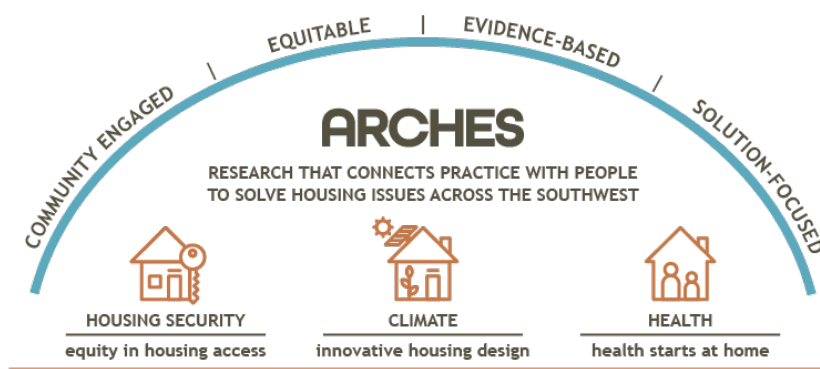 COMMUNITY ENGAGED | EQUITABLE | EVIDENCE-BASED | SOLUTION-FOCUSED
ARCHES
RESEARCH THAT CONNECTS PRACTICE WITH PEOPLE
TO SOLVE HOUSING ISSUES ACROSS THE SOUTHWEST
HOUSING SECURITY
equity in housing access
CLIMATE
innovative housing design
HEALTH
health starts at home